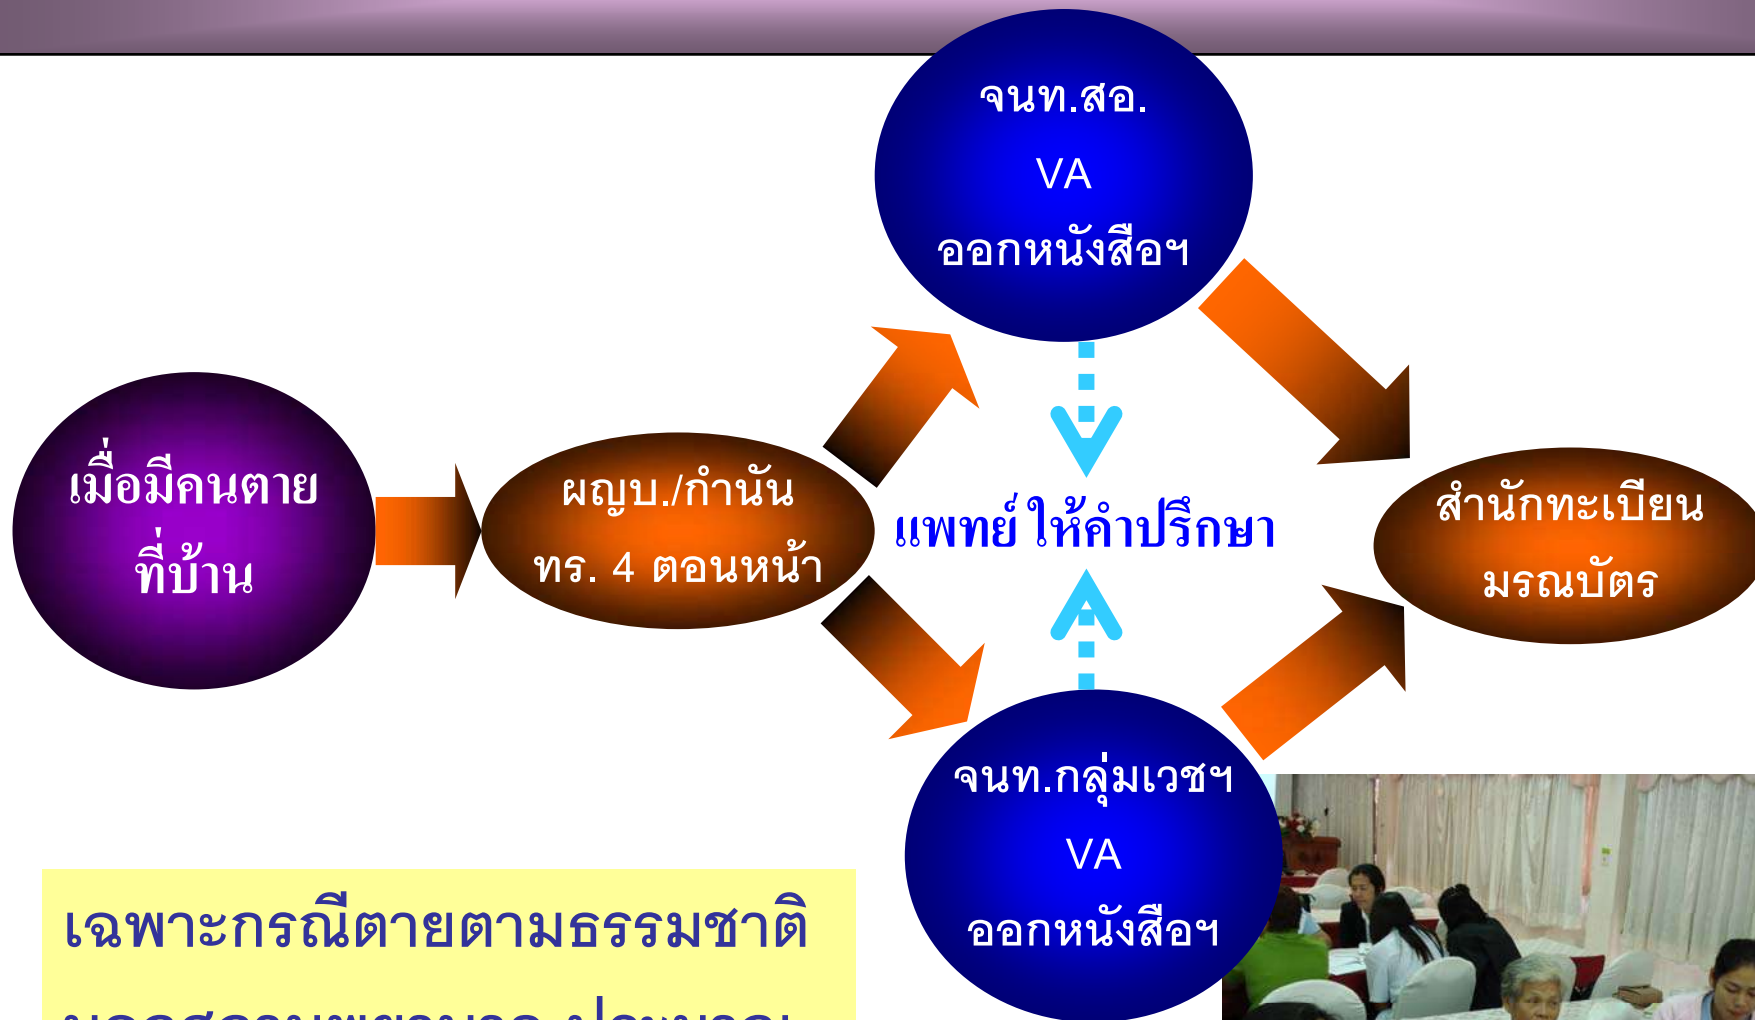 จนท.สอ.
VA
ออกหนังสือฯ
เมื่อมีคนตาย
ที่บ้าน
ผญบ./กำนัน
ทร. 4 ตอนหน้า
แพทย์ ให้คำปรึกษา
สำนักทะเบียน
มรณบัตร
จนท.กลุ่มเวชฯ
VA
ออกหนังสือฯ
เฉพาะกรณีตายตามธรรมชาติ